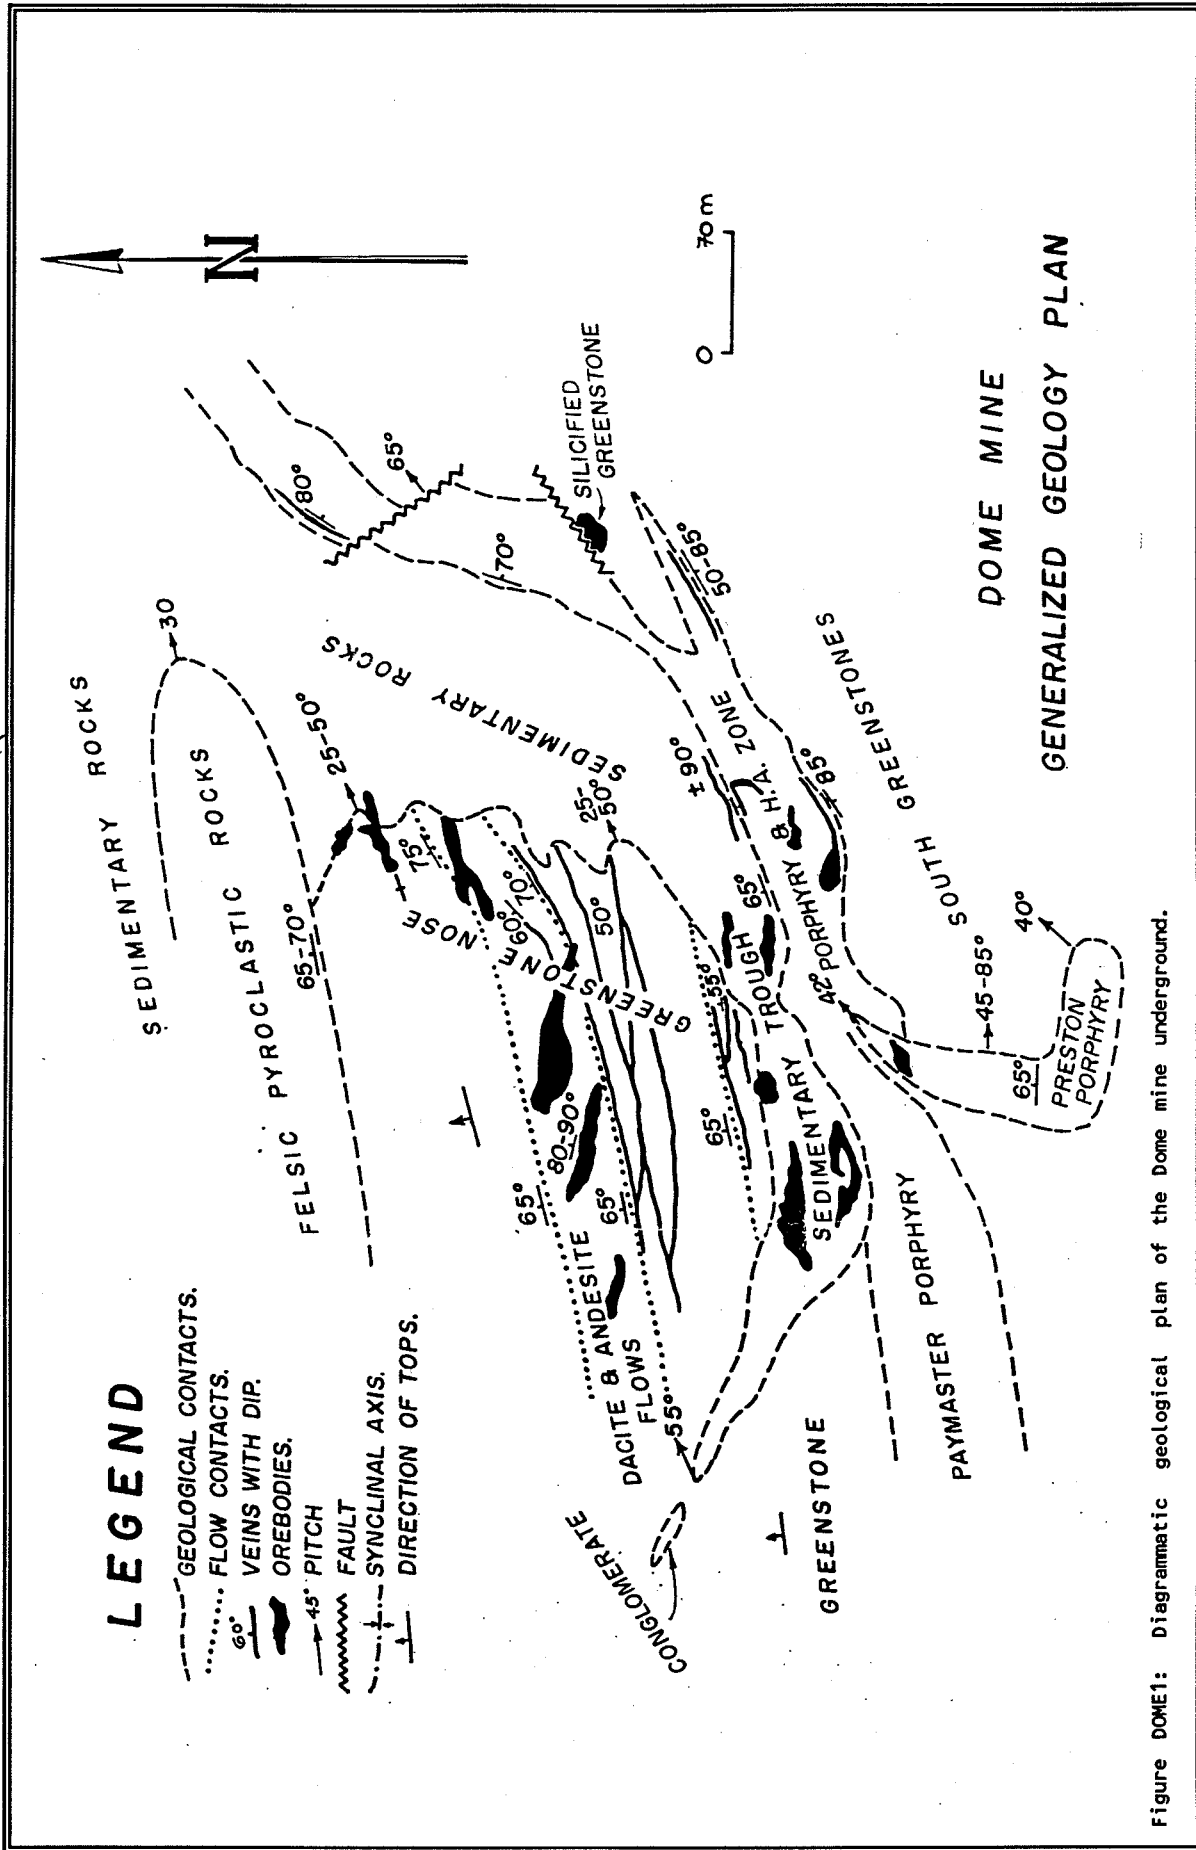 LEGEND
GEOLOGICAL CONTACTS.
FLOW CONTACTS.
60°
VEINS WITH DIP.
OREBODIES.
45°
PITCH
FAULT
SYNCLINAL AXIS.
DIRECTION OF TOPS.
N
SEDIMENTARY ROCKS
30
FELSIC PYROCLASTIC ROCKS
65-70°
25-50°
SEDIMENTARY ROCKS
80°
65°
70°
SILICIFIED
GREENSTONE
75°
GREENSTONE NOSE
60°-70°
65°
80-90°
50°
25-
50°
65°
DACITE & ANDESITE
FLOWS
55°
65°
55°
±90°
65°
SEDIMENTARY TROUGH
PORPHYRY & H.A. ZONE
50-85°
85°
42°
CONGLOMERATE
GREENSTONE
PAYMASTER PORPHYRY
SOUTH GREENSTONES
45-85°
65°
40°
PRESTON
PORPHYRY
0 70m
DOME MINE
GENERALIZED GEOLOGY PLAN
Figure DOME1: Diagrammatic geological plan of the Dome mine underground.